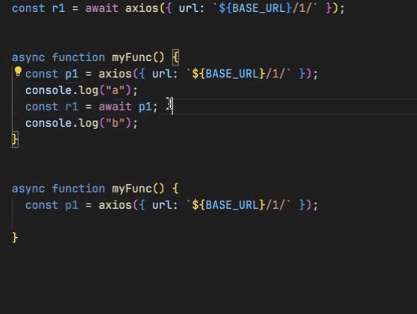 const r1 = await axios({ url: `${BASE_URL}/1/` });
async function myFunc() {
const p1 = axios({ url: `${BASE_URL}/1/` });
console.log("a");
const r1 = await p1;
console.log("b");
}
async function myFunc() {
const p1 = axios({ url: `${BASE_URL}/1/` });
}